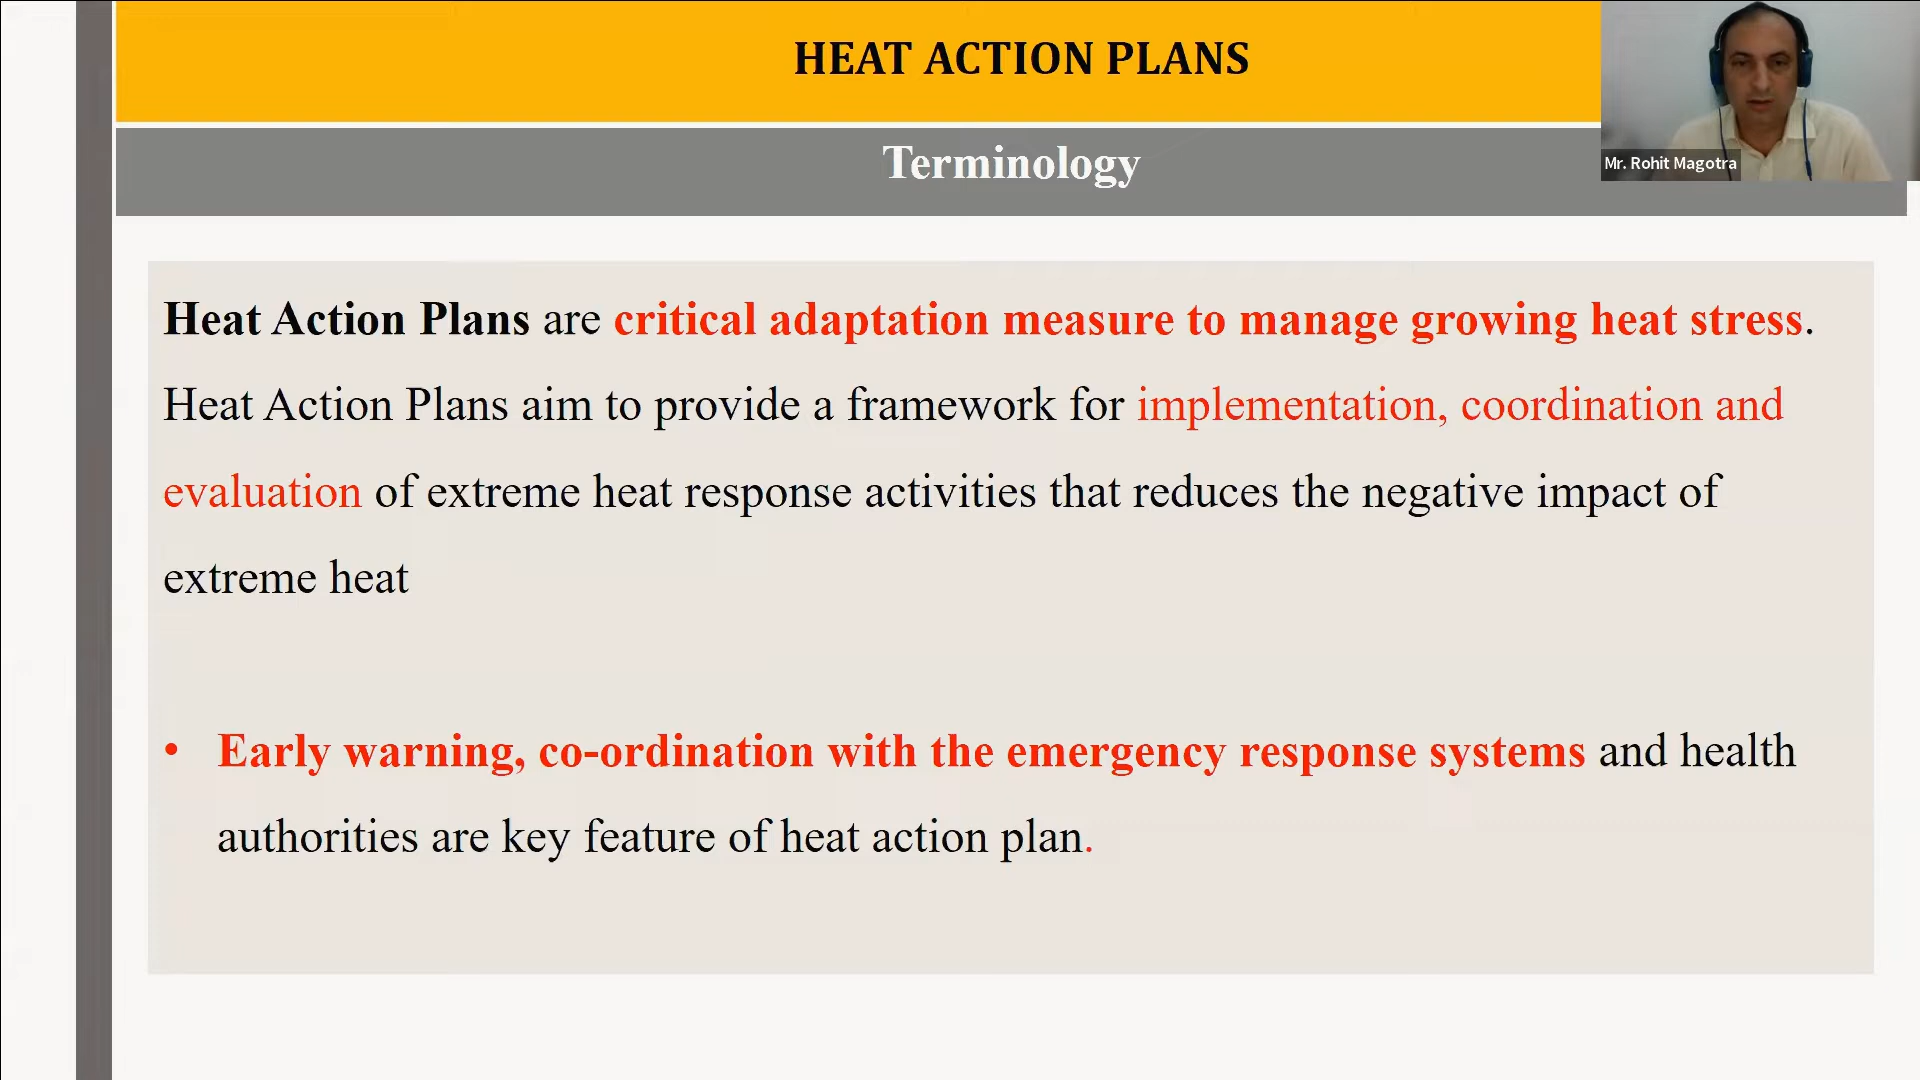 HEAT ACTION PLANS
Terminology
Mr. Rohit Magotra
Heat Action Plans are critical adaptation measure to manage growing heat stress.
Heat Action Plans aim to provide a framework for implementation, coordination and
evaluation of extreme heat response activities that reduces the negative impact of
extreme heat
• Early warning, co-ordination with the emergency response systems and health
authorities are key feature of heat action plan.